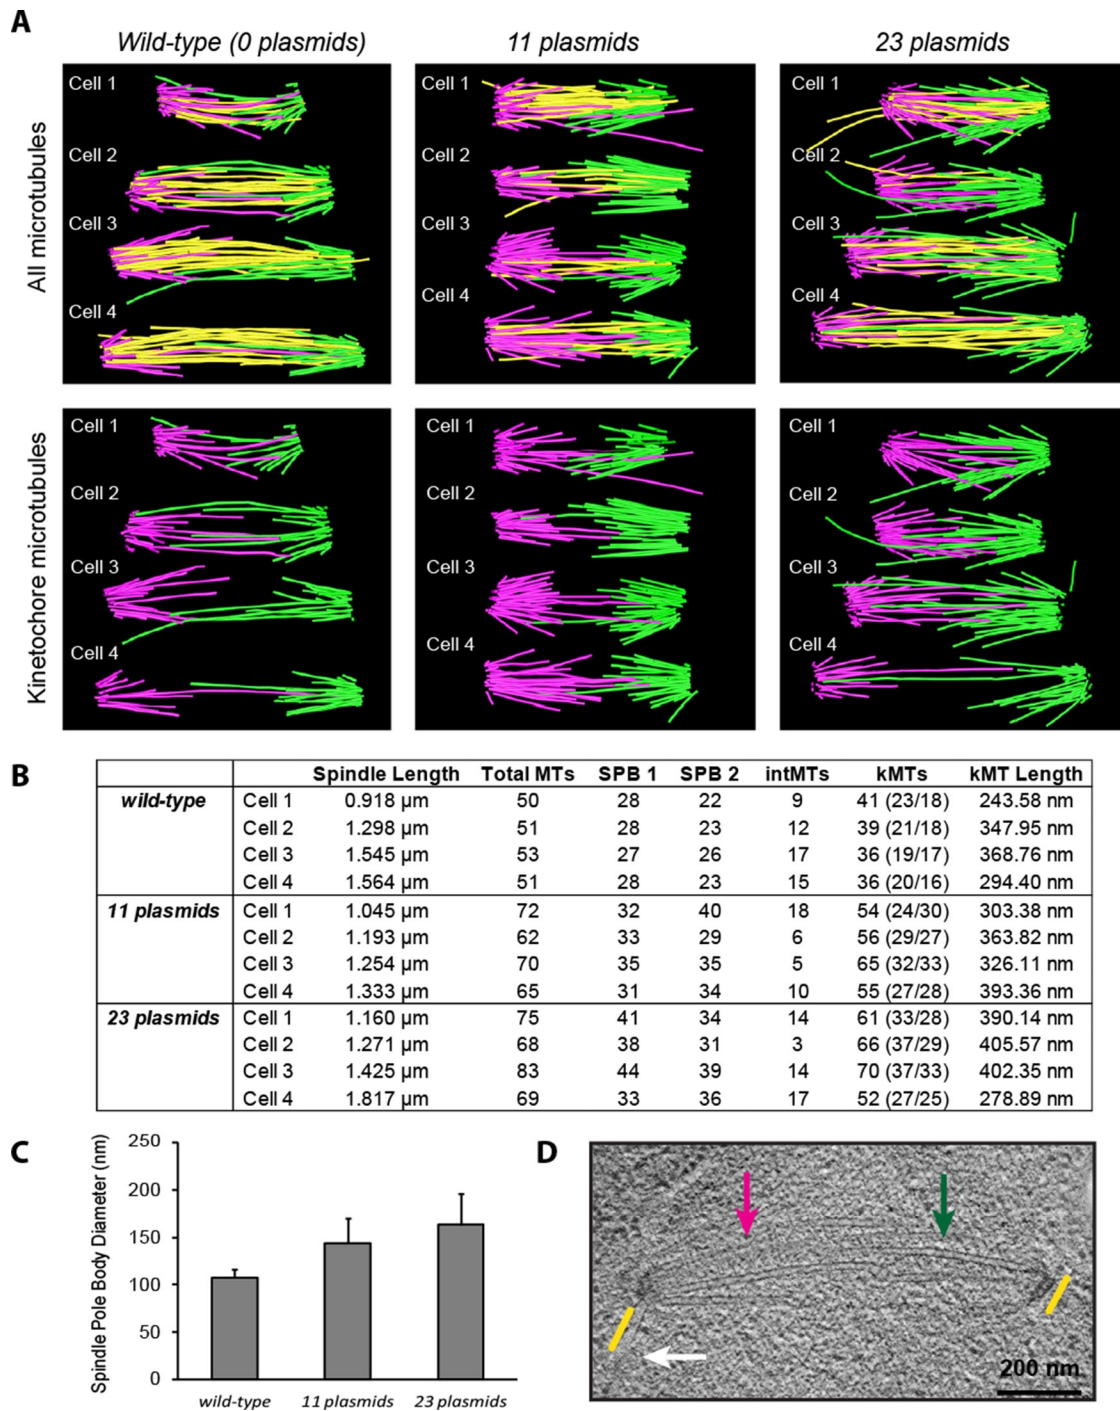 A
Wild-type (0 plasmids)
11 plasmids
23 plasmids
All microtubules
Cell 1
Cell 2
Cell 3
Cell 4
Cell 1
Cell 2
Cell 3
Cell 4
Cell 1
Cell 2
Cell 3
Cell 4
Kinetochore microtubules
Cell 1
Cell 2
Cell 3
Cell 4
Cell 1
Cell 2
Cell 3
Cell 4
Cell 1
Cell 2
Cell 3
Cell 4
B
Spindle Length Total MTs SPB 1 SPB 2 intMTs kMTs kMT Length
wild-type Cell 1 0.918 µm 50 28 22 9 41 (23/18) 243.58 nm
Cell 2 1.298 µm 51 28 23 12 39 (21/18) 347.95 nm
Cell 3 1.545 µm 53 27 26 17 36 (19/17) 368.76 nm
Cell 4 1.564 µm 51 28 23 15 36 (20/16) 294.40 nm
11 plasmids Cell 1 1.045 µm 72 32 40 18 54 (24/30) 303.38 nm
Cell 2 1.193 µm 62 33 29 6 56 (29/27) 363.82 nm
Cell 3 1.254 µm 70 35 35 5 65 (32/33) 326.11 nm
Cell 4 1.333 µm 65 31 34 10 55 (27/28) 393.36 nm
23 plasmids Cell 1 1.160 µm 75 41 34 14 61 (33/28) 390.14 nm
Cell 2 1.271 µm 68 38 31 3 66 (37/29) 405.57 nm
Cell 3 1.425 µm 83 44 39 14 70 (37/33) 402.35 nm
Cell 4 1.817 µm 69 33 36 17 52 (27/25) 278.89 nm
C
Spindle Pole Body Diameter (nm)
250
200
150
100
50
0
wild-type
11 plasmids
23 plasmids
D
200 nm